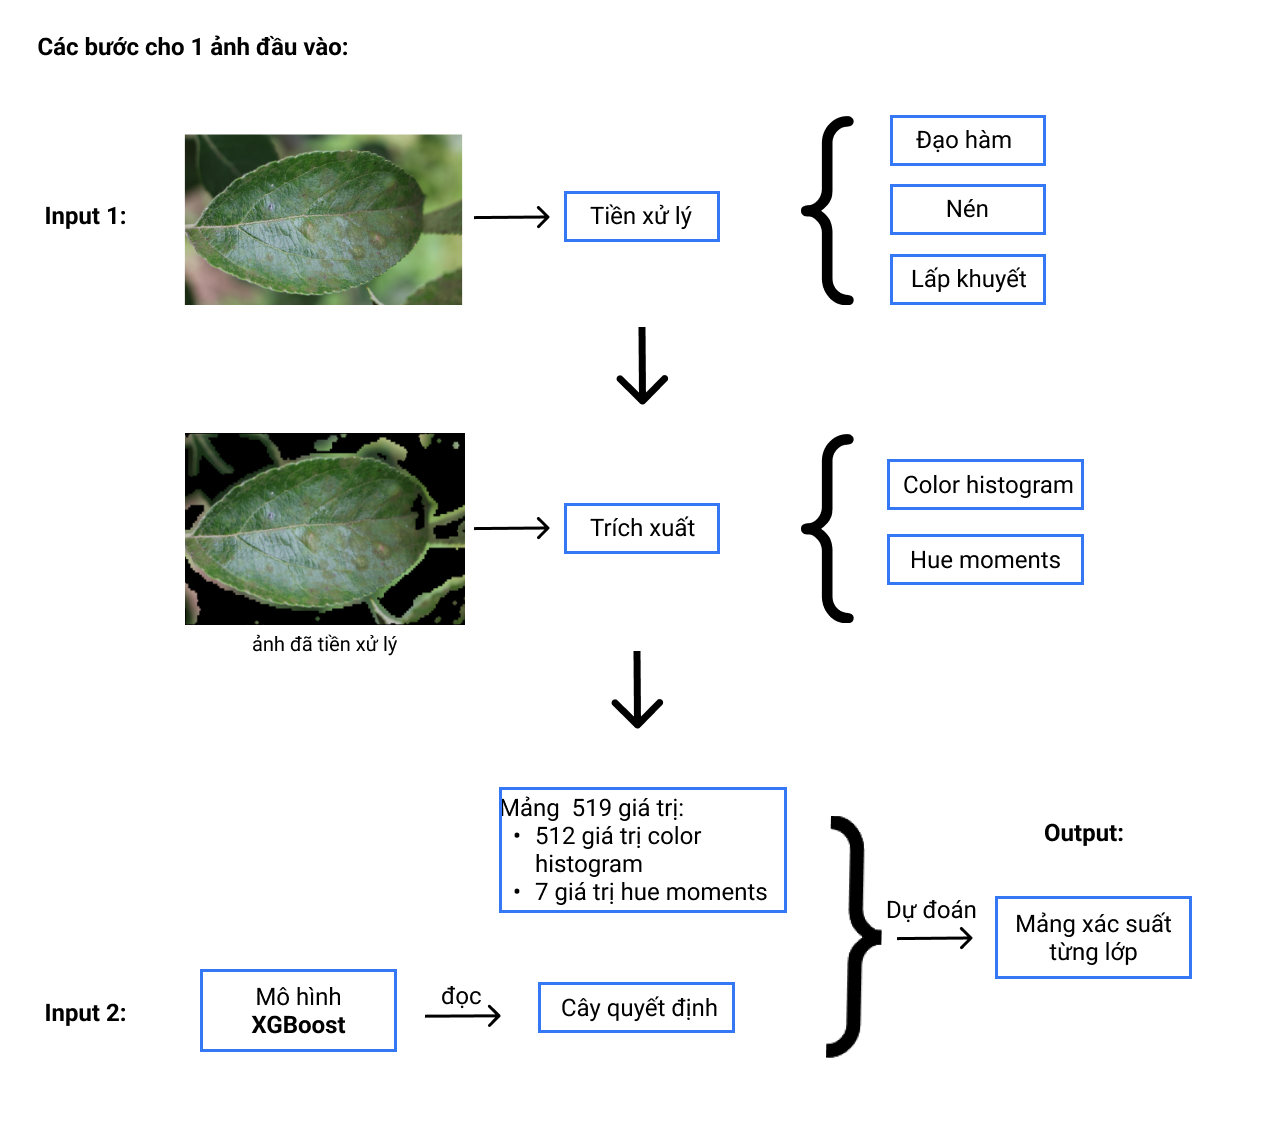 Các bước cho 1 ảnh đầu vào:
Input 1:
Tiền xử lý
Đạo hàm
Nén
Lấp khuyết
Trích xuất
Color histogram
Hue moments
ảnh đã tiền xử lý
Mảng  519 giá trị:
• 512 giá trị color
histogram
• 7 giá trị hue moments
Output:
Dự đoán
Mảng xác suất
từng lớp
Input 2:
Mô hình
XGBoost
đọc
Cây quyết định